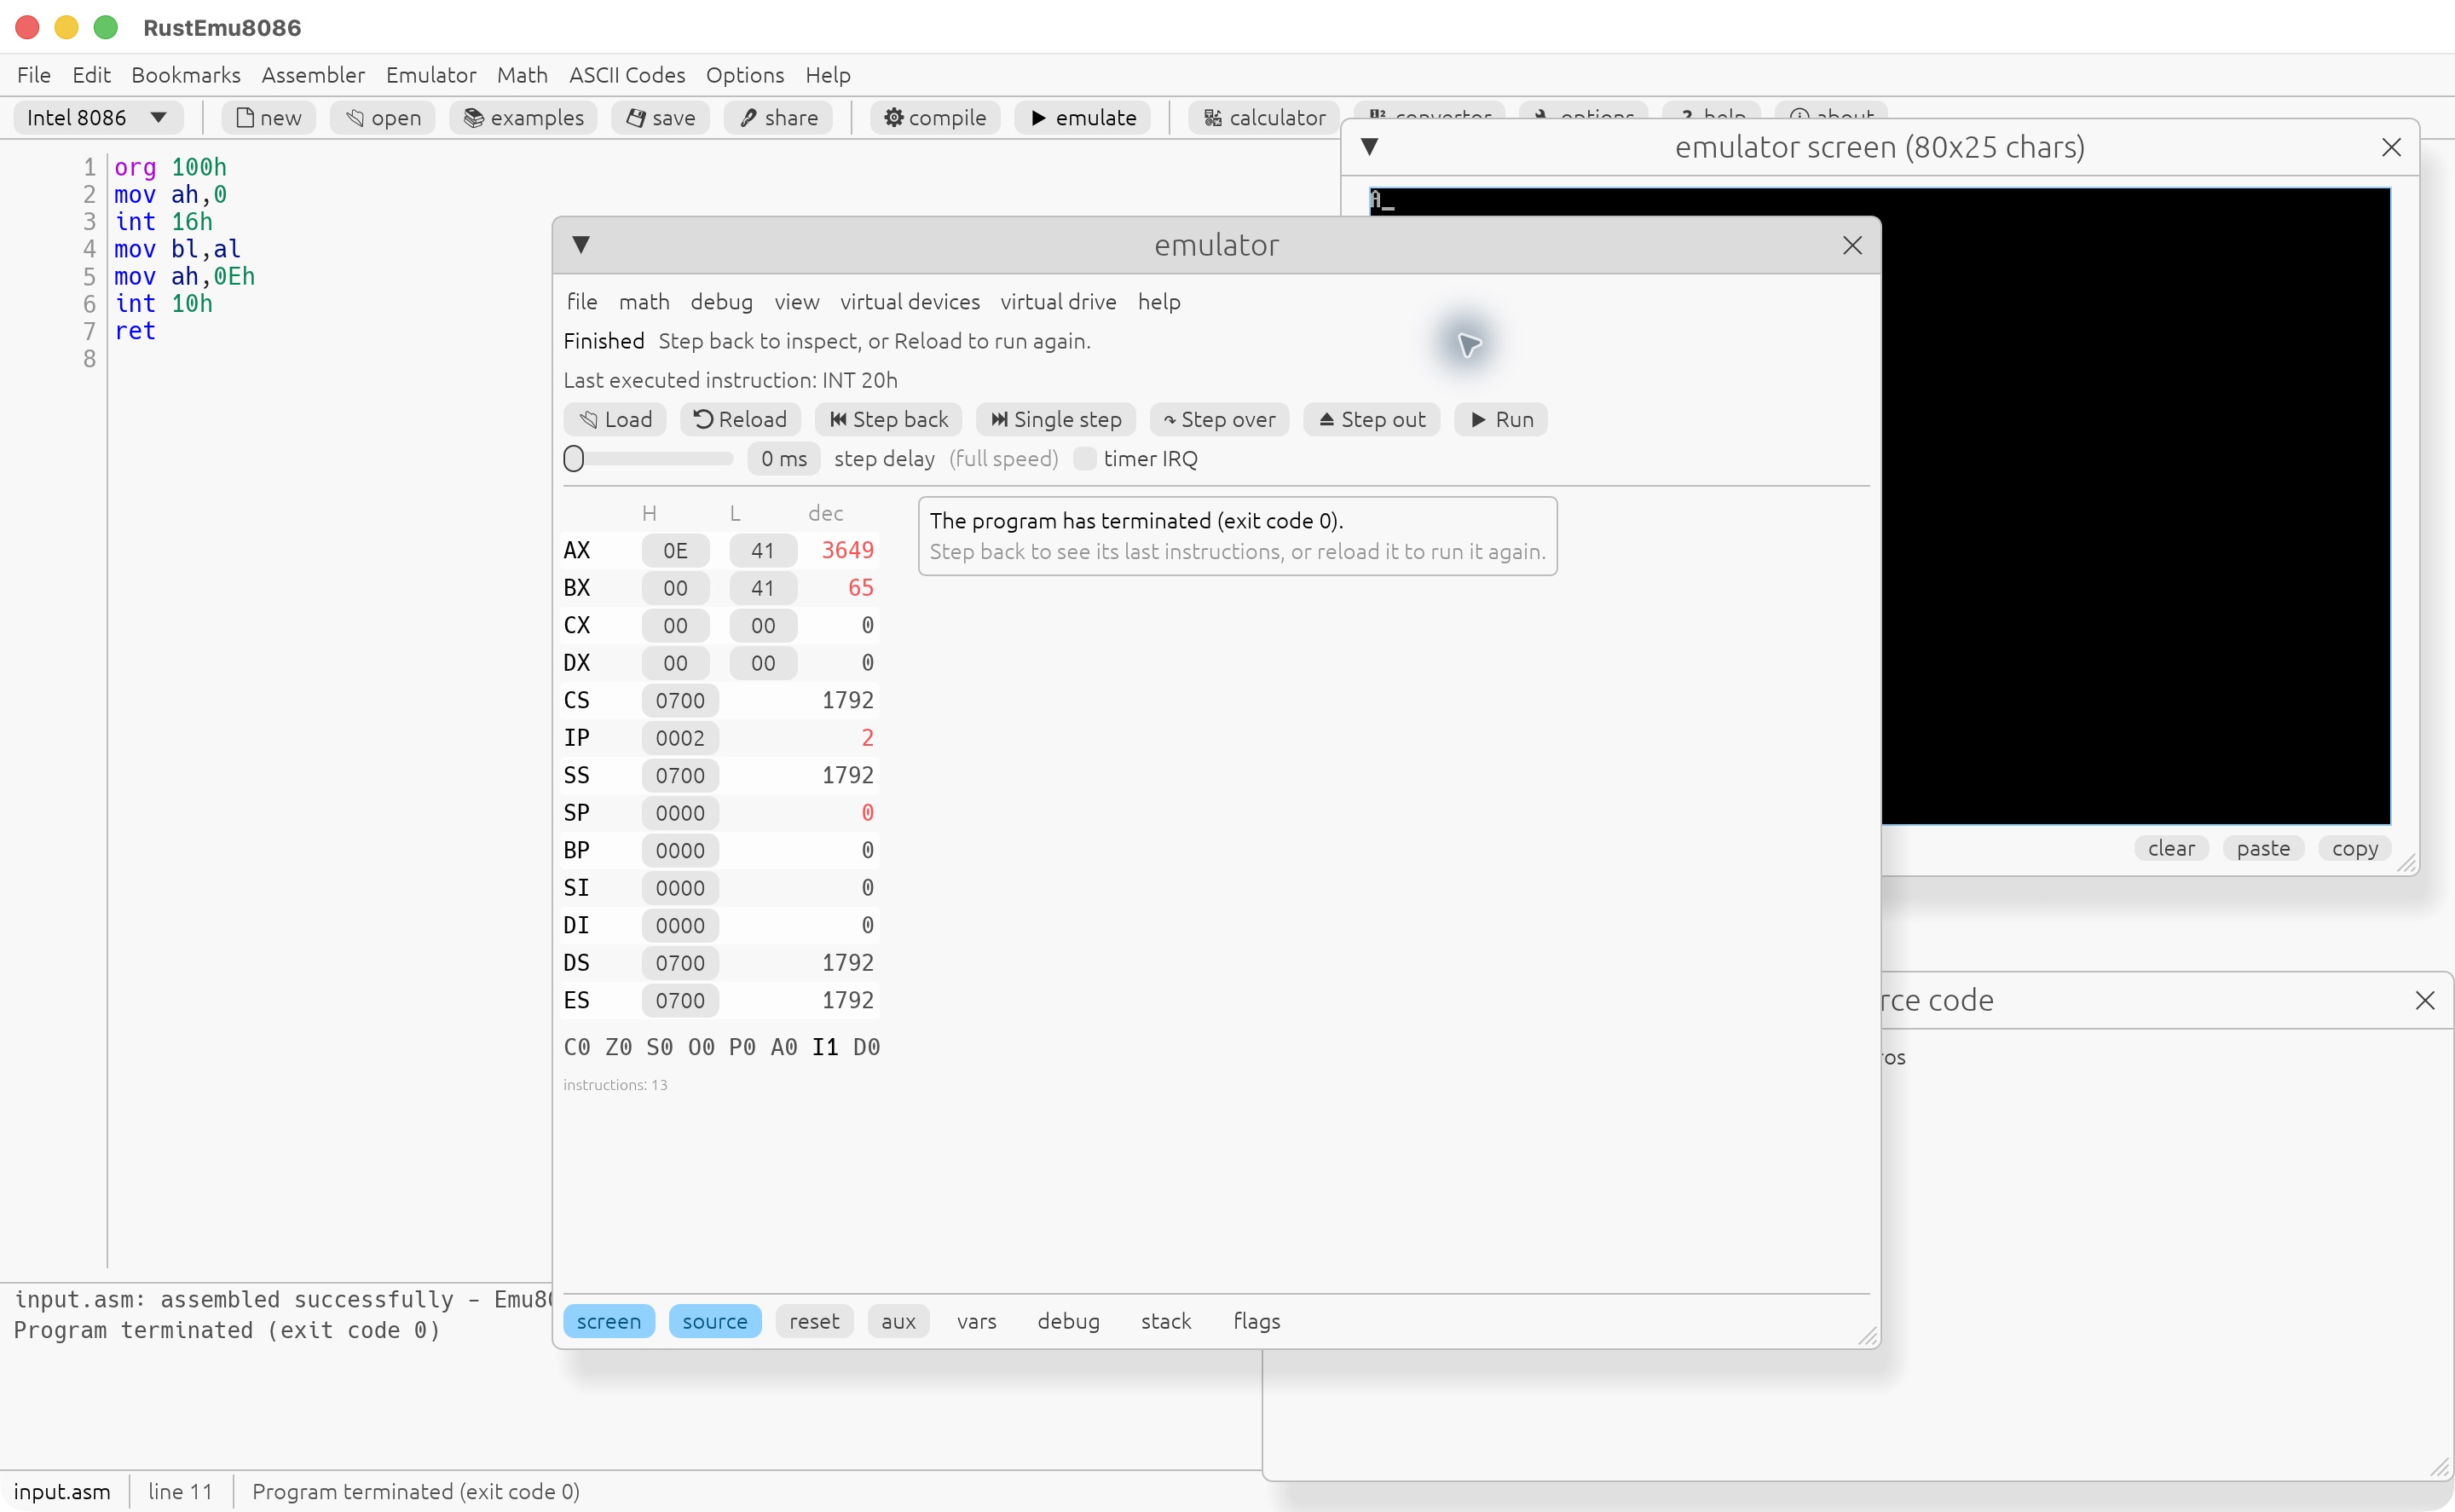 RustEmu8086
File Edit Bookmarks Assembler Emulator Math ASCII Codes Options Help
Intel 8086 new open examples save share compile emulate calculator convertor options help about
1 org 100h
2 mov ah,0
3 int 16h
4 mov bl,al
5 mov ah,0Eh
6 int 10h
7 ret
8
emulator screen (80x25 chars)
A_
clear paste copy
emulator
file math debug view virtual devices virtual drive help
Finished Step back to inspect, or Reload to run again.
Last executed instruction: INT 20h
Load Reload Step back Single step Step over Step out Run
0 ms step delay (full speed) timer IRQ
H L dec
AX 0E 41 3649
BX 00 41 65
CX 00 00 0
DX 00 00 0
CS 0700 1792
IP 0002 2
SS 0700 1792
SP 0000 0
BP 0000 0
SI 0000 0
DI 0000 0
DS 0700 1792
ES 0700 1792
C0 Z0 S0 O0 P0 A0 I1 D0
instructions: 13
The program has terminated (exit code 0).
Step back to see its last instructions, or reload it to run it again.
screen source reset aux vars debug stack flags
rce code
ros
input.asm: assembled successfully – Emu80
Program terminated (exit code 0)
input.asm line 11 Program terminated (exit code 0)